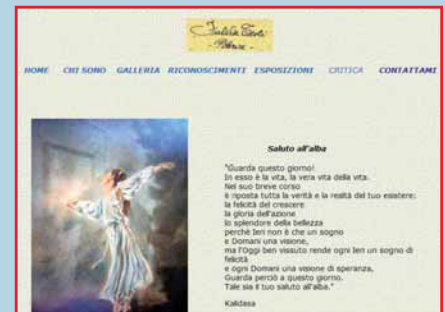 HOME CHI SONO GALLERIA RICONOSCIMENTI ESPOSIZIONI CRITICA CONTATTAMI
Saluto all'alba
"Guarda questo giorno!
In esso è la vita, la vera vita della vita.
Nel suo breve corso
è riposta tutta la verità e la realtà del tuo esistere:
la felicità del crescere
la gloria dell'azione
lo splendore della bellezza
perchè Ieri non è che un sogno
e Domani una visione,
ma l'Oggi ben vissuto rende ogni Ieri un sogno di
felicità
e ogni Domani una visione di speranza,
Guarda perciò a questo giorno.
Tale sia il tuo saluto all'alba."
Kalidasa